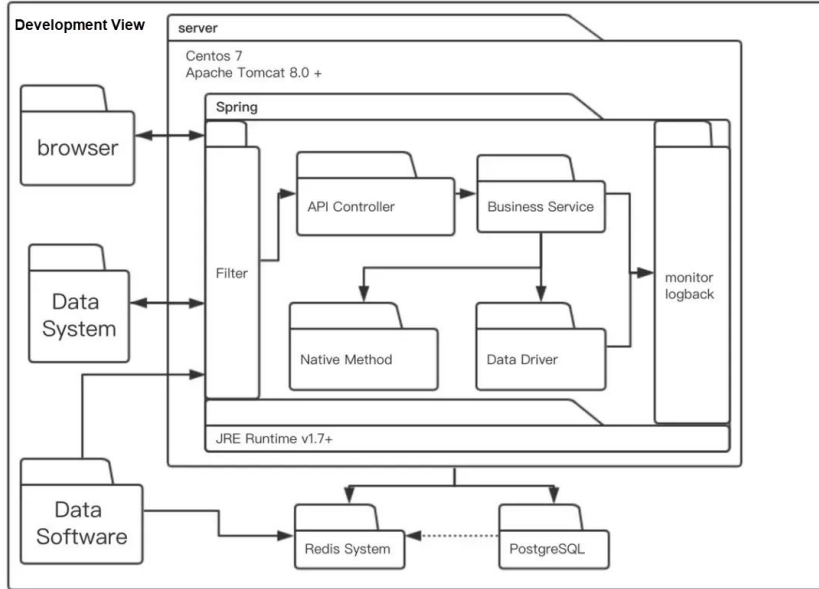 Development View
server
Centos 7
Apache Tomcat 8.0 +
Spring
browser
API Controller
Business Service
Filter
monitor
logback
Data
System
Native Method
Data Driver
JRE Runtime v1.7+
Data
Software
Redis System
PostgreSQL